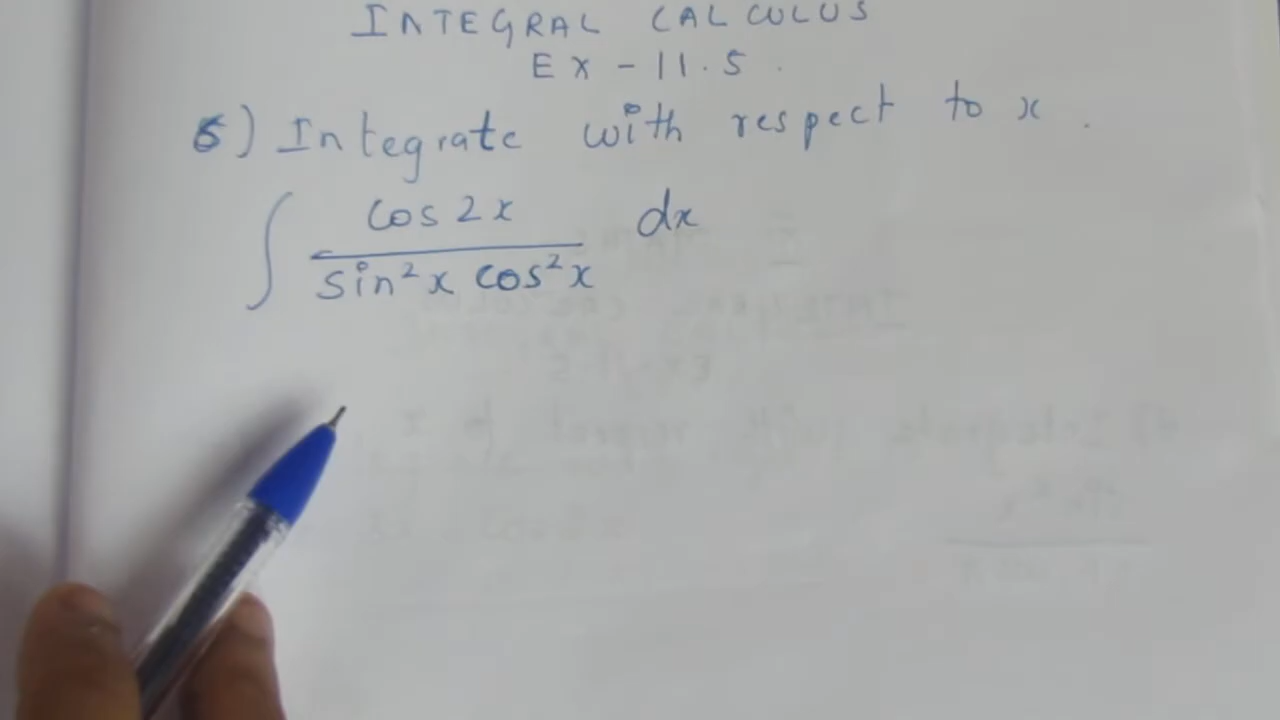 INTEGRAL CALCULUS
EX - 11.5.
5) Integrate with respect to x.
∫ cos 2x / sin²x cos²x dx